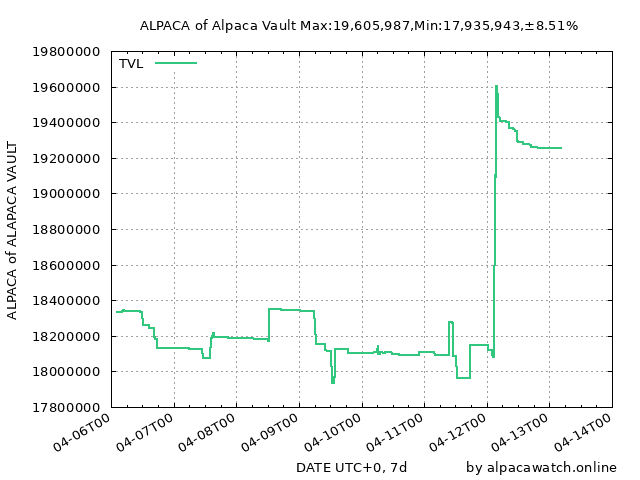 ALPACA of Alpaca Vault Max:19,605,987,Min:17,935,943,±8.51%
TVL
ALPACA of ALAPACA VAULT
19800000
19600000
19400000
19200000
19000000
18800000
18600000
18400000
18200000
18000000
17800000
04-06T00
04-07T00
04-08T00
04-09T00
04-10T00
04-11T00
04-12T00
04-13T00
04-14T00
DATE UTC+0, 7d
by alpacawatch.online